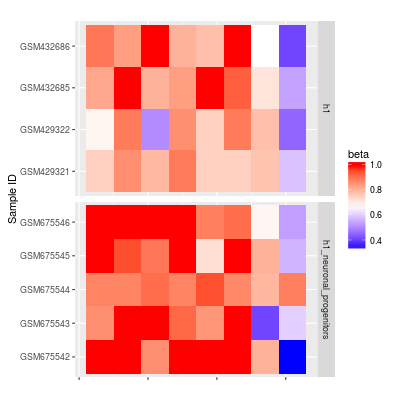 GSM432686
GSM432685
GSM429322
GSM429321
h1
GSM675546
GSM675545
GSM675544
GSM675543
GSM675542
h1_neuronal_progenitors
Sample ID
beta
1.0
0.8
0.6
0.4